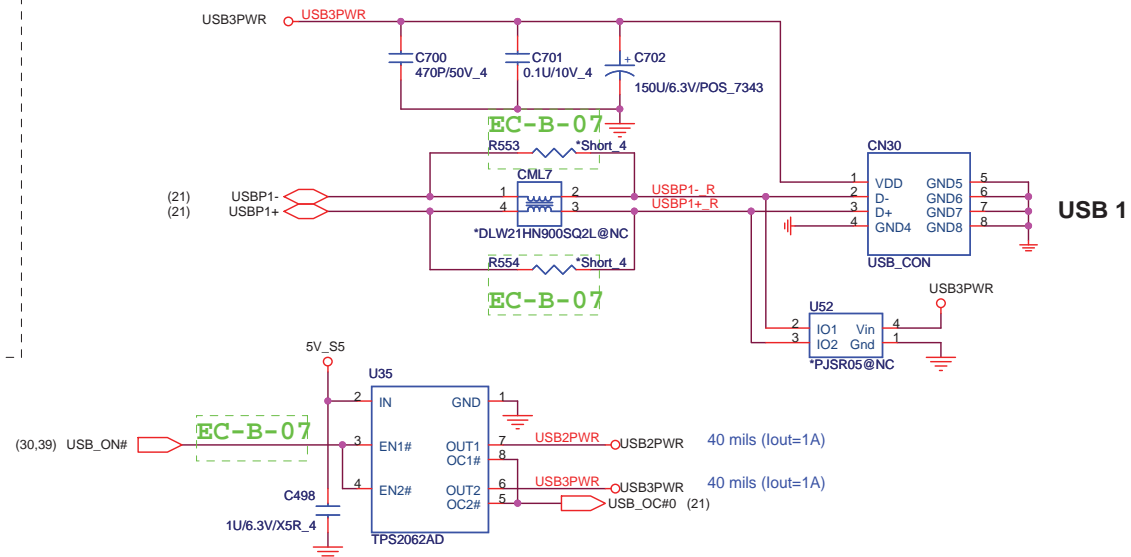 USB3PWR USB3PWR
C700
470P/50V_4
C701
0.1U/10V_4
+ C702
150U/6.3V/POS_7343
EC-B-07
R553 *Short_4
CML7
(21) USBP1- 1 2 USBP1-_R
(21) USBP1+ 4 3 USBP1+_R
*DLW21HN900SQ2L@NC
R554 *Short_4
EC-B-07
CN30
1 VDD GND5 5
2 D- GND6 6
3 D+ GND7 7
4 GND4 GND8 8
USB_CON
USB 1
USB3PWR
U52
2 IO1 Vin 4
3 IO2 Gnd 1
*PJSR05@NC
5V_S5
U35
2 IN GND 1
(30,39) USB_ON# EC-B-07 3 EN1# OUT1 7 USB2PWR USB2PWR 40 mils (Iout=1A)
OC1# 8
4 EN2# OUT2 6 USB3PWR USB3PWR 40 mils (Iout=1A)
OC2# 5 USB_OC#0 (21)
TPS2062AD
C498
1U/6.3V/X5R_4